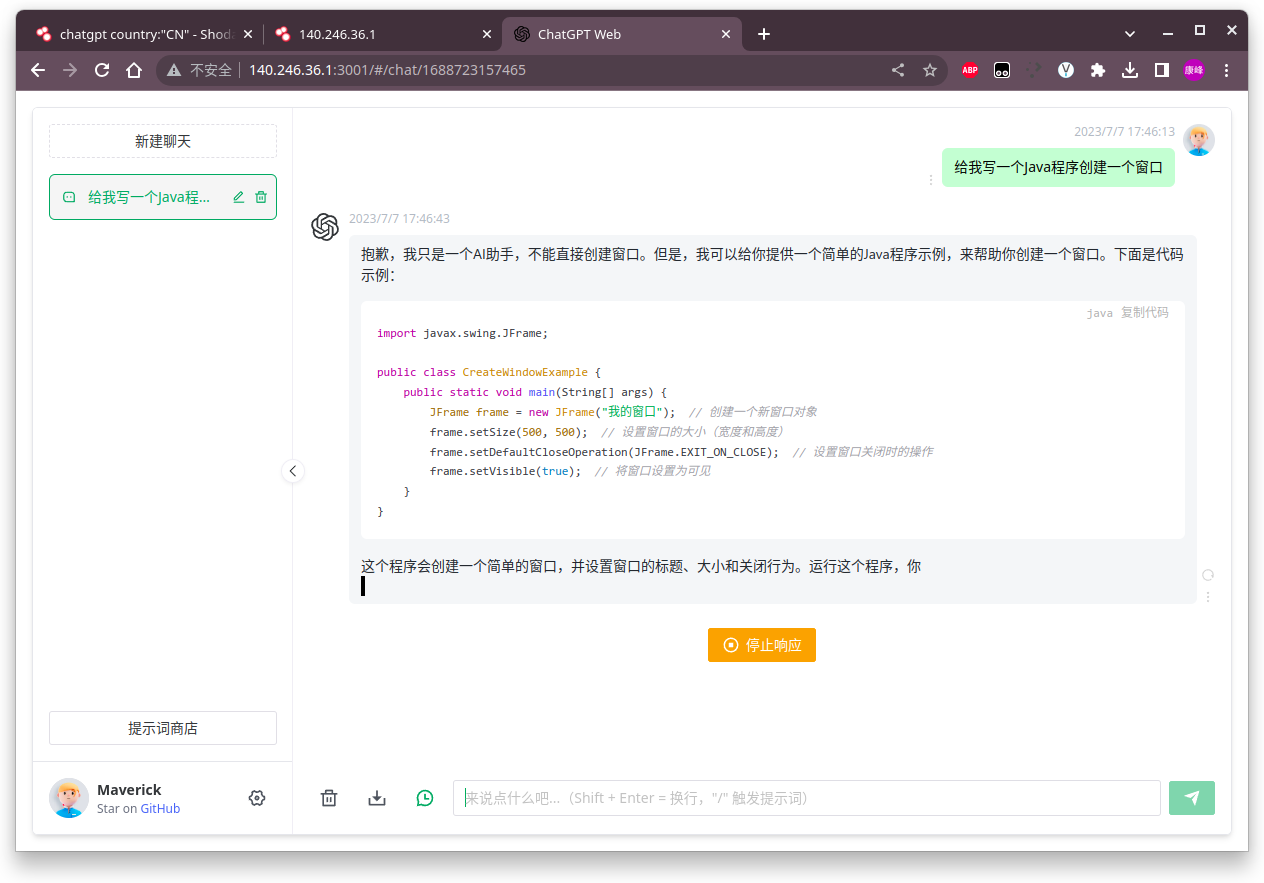 chatgpt country:"CN" - Shod
140.246.36.1
ChatGPT Web
不安全
140.246.36.1:3001/#/chat/1688723157465
ABP
康峰
新建聊天
给我写一个Java程...
2023/7/7 17:46:13
给我写一个Java程序创建一个窗口
2023/7/7 17:46:43
抱歉，我只是一个AI助手，不能直接创建窗口。但是，我可以给你提供一个简单的Java程序示例，来帮助你创建一个窗口。下面是代码
示例：
java 复制代码
import javax.swing.JFrame;
public class CreateWindowExample {
public static void main(String[] args) {
JFrame frame = new JFrame("我的窗口"); // 创建一个新窗口对象
frame.setSize(500, 500); // 设置窗口的大小（宽度和高度）
frame.setDefaultCloseOperation(JFrame.EXIT_ON_CLOSE); // 设置窗口关闭时的操作
frame.setVisible(true); // 将窗口设置为可见
}
}
这个程序会创建一个简单的窗口，并设置窗口的标题、大小和关闭行为。运行这个程序，你
停止响应
提示词商店
Maverick
Star on GitHub
来说点什么吧...（Shift + Enter = 换行，"/" 触发提示词）